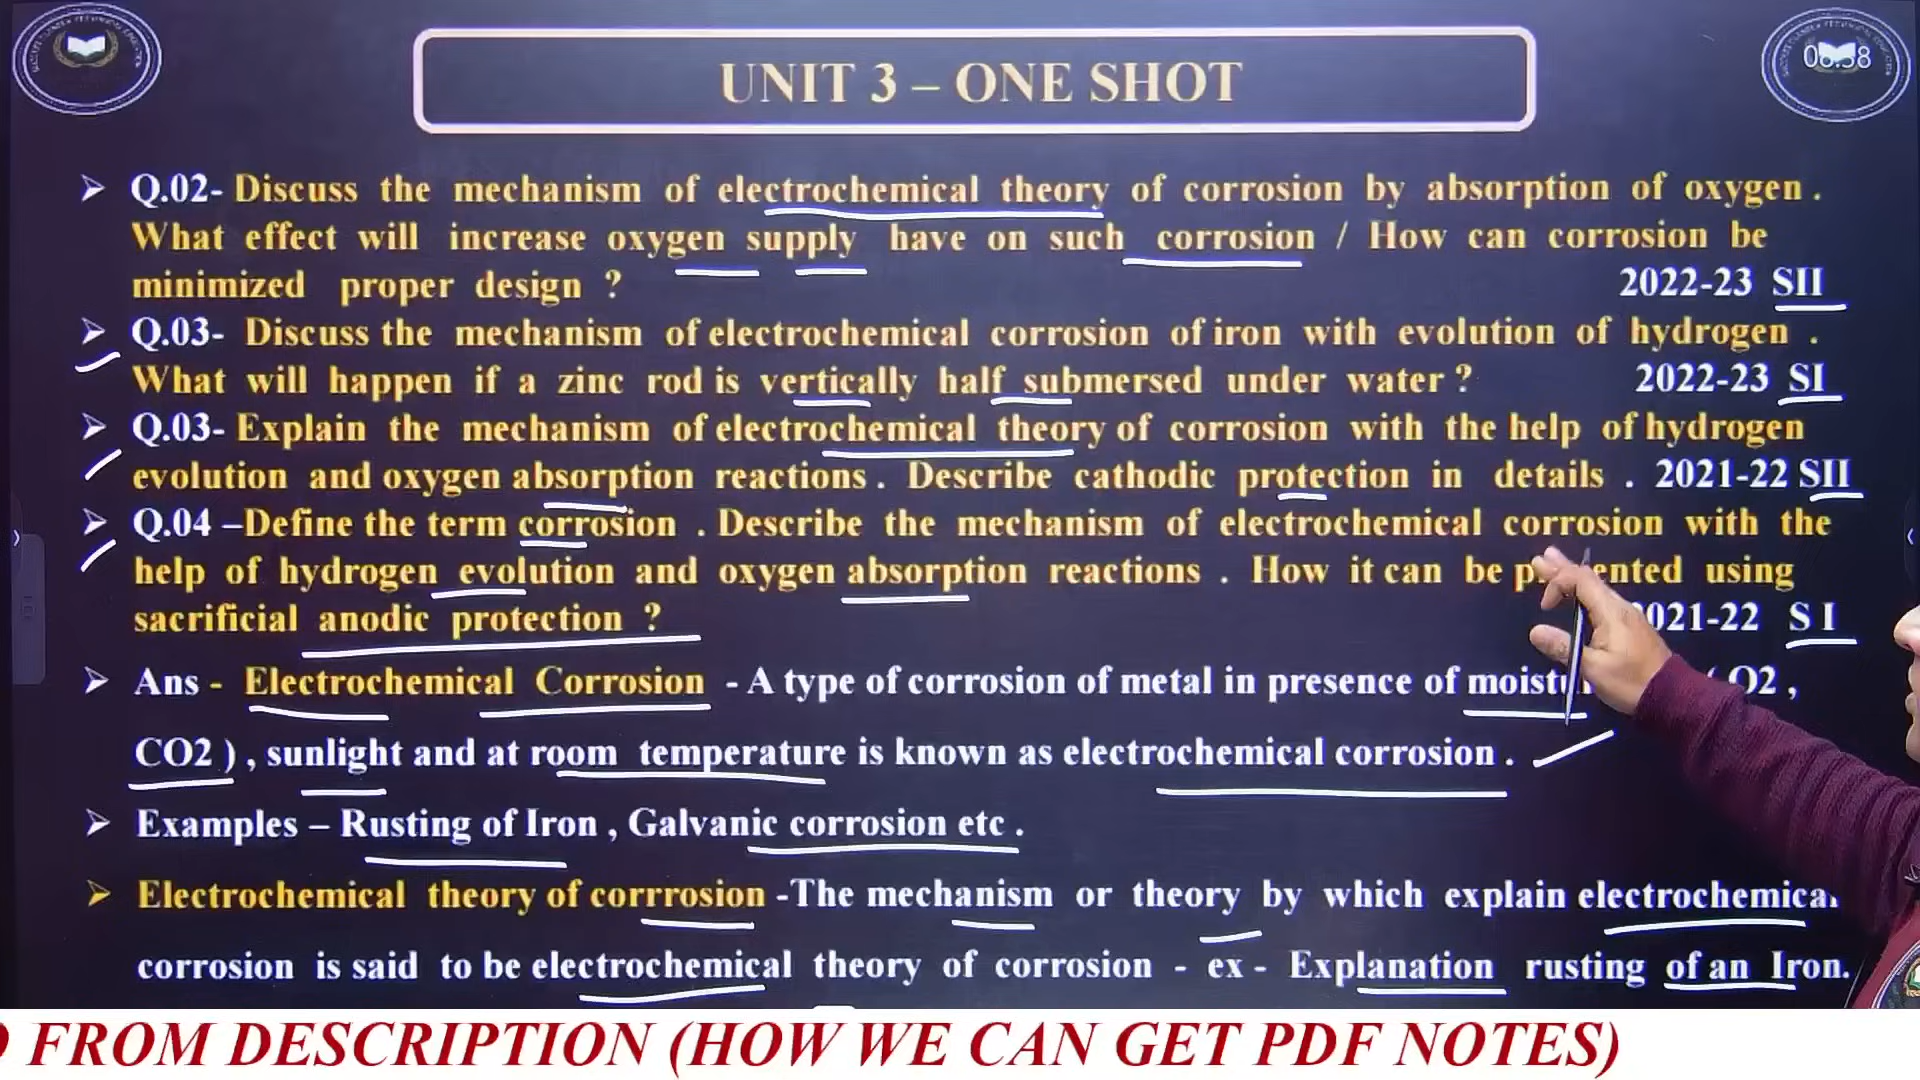 UNIT 3 – ONE SHOT
08:58
➢ Q.02- Discuss the mechanism of electrochemical theory of corrosion by absorption of oxygen .
What effect will increase oxygen supply have on such corrosion / How can corrosion be
minimized proper design ? 2022-23 SII
➢ Q.03- Discuss the mechanism of electrochemical corrosion of iron with evolution of hydrogen .
What will happen if a zinc rod is vertically half submersed under water ? 2022-23 SI
➢ Q.03- Explain the mechanism of electrochemical theory of corrosion with the help of hydrogen
evolution and oxygen absorption reactions . Describe cathodic protection in details . 2021-22 SII
➢ Q.04 –Define the term corrosion . Describe the mechanism of electrochemical corrosion with the
help of hydrogen evolution and oxygen absorption reactions . How it can be using
sacrificial anodic protection ? 021-22 S I
➢ Ans - Electrochemical Corrosion - A type of corrosion of metal in presence of ( O2 ,
CO2 ) , sunlight and at room temperature is known as electrochemical corrosion .
➢ Examples – Rusting of Iron , Galvanic corrosion etc .
➢ Electrochemical theory of corrrosion -The mechanism or theory by which explain electrochemical
corrosion is said to be electrochemical theory of corrosion - ex - Explanation rusting of an Iron.
FROM DESCRIPTION (HOW WE CAN GET PDF NOTES)